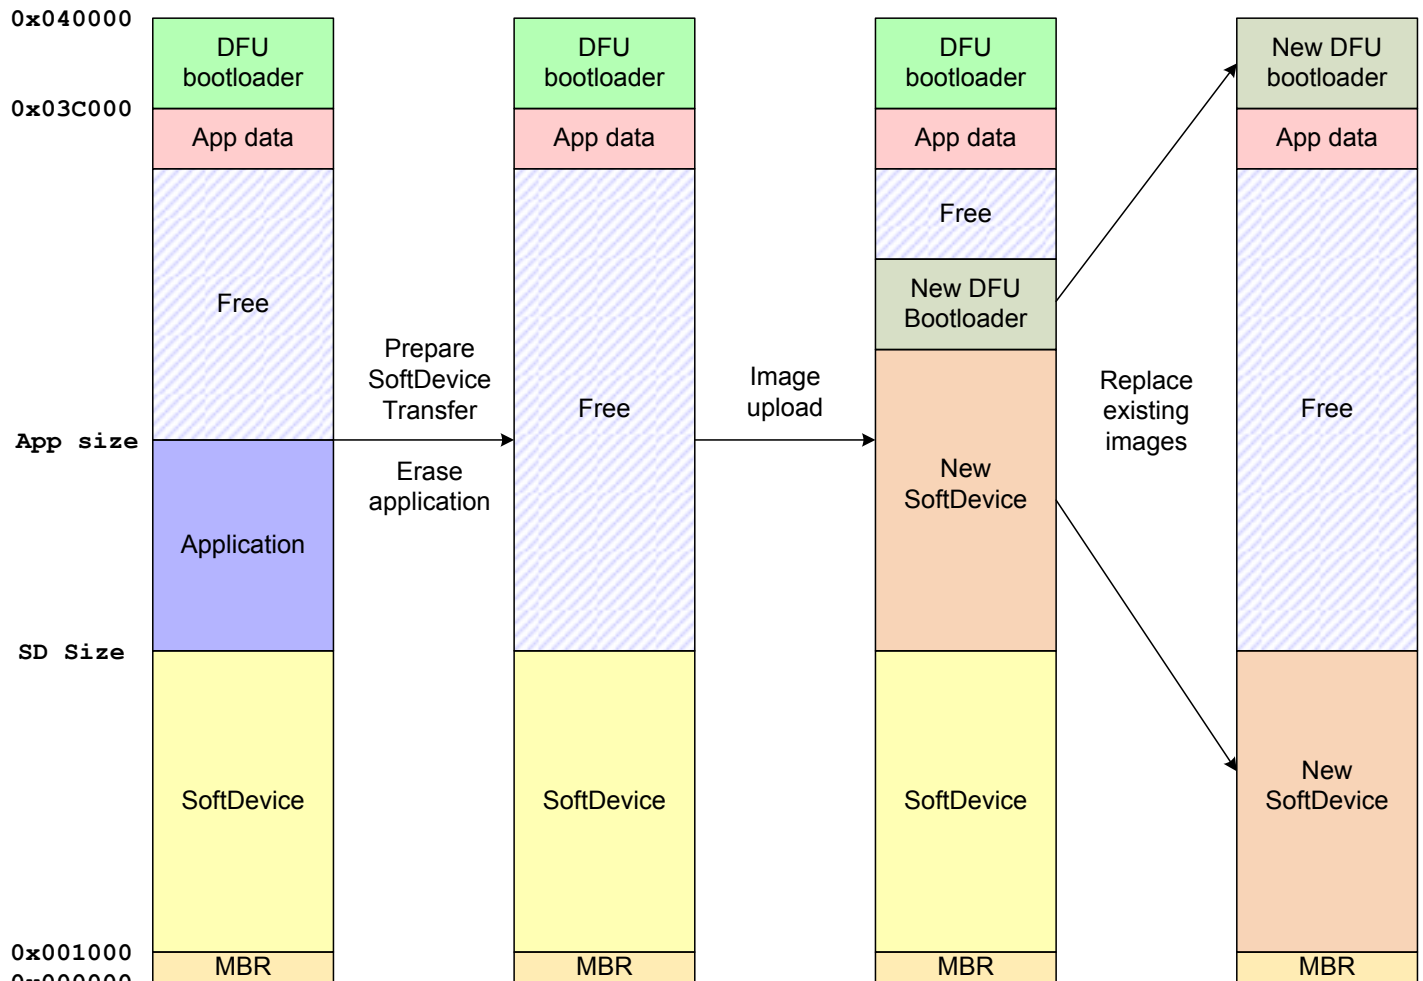 0x040000
DFU
bootloader
DFU
bootloader
DFU
bootloader
New DFU
bootloader
0x03C000
App data
App data
App data
App data
Free
Free
New DFU
Bootloader
Prepare
SoftDevice
Transfer
Image
upload
Replace
existing
images
Free
Free
App size
Erase
application
New
SoftDevice
Application
SD Size
SoftDevice
SoftDevice
SoftDevice
New
SoftDevice
0x001000
MBR
MBR
MBR
MBR
0x000000